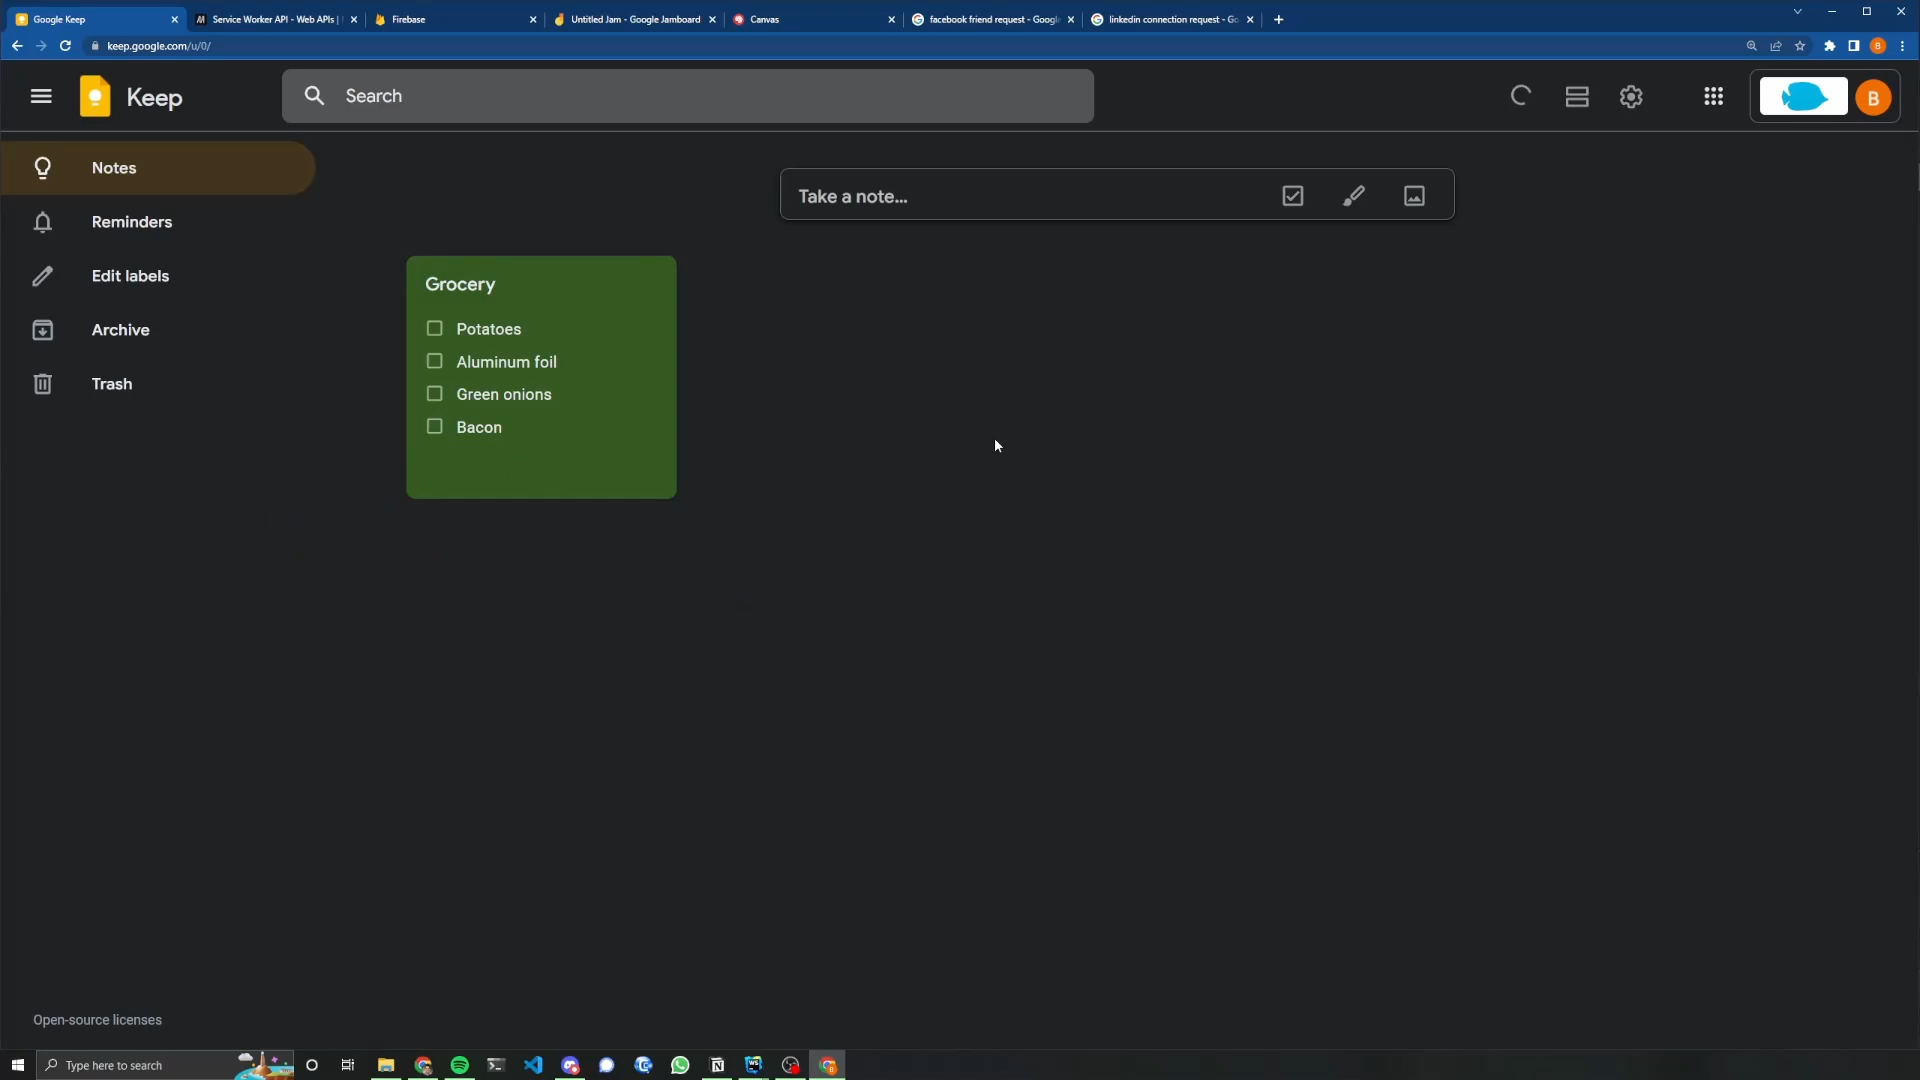 Google Keep
Service Worker API - Web APIs |
Firebase
Untitled Jam - Google Jamboard
Canvas
facebook friend request - Google
linkedin connection request - Go
keep.google.com/u/0/
B
Keep
Search
B
Notes
Take a note...
Reminders
Edit labels
Archive
Trash
Grocery
Potatoes
Aluminum foil
Green onions
Bacon
Open-source licenses
Type here to search